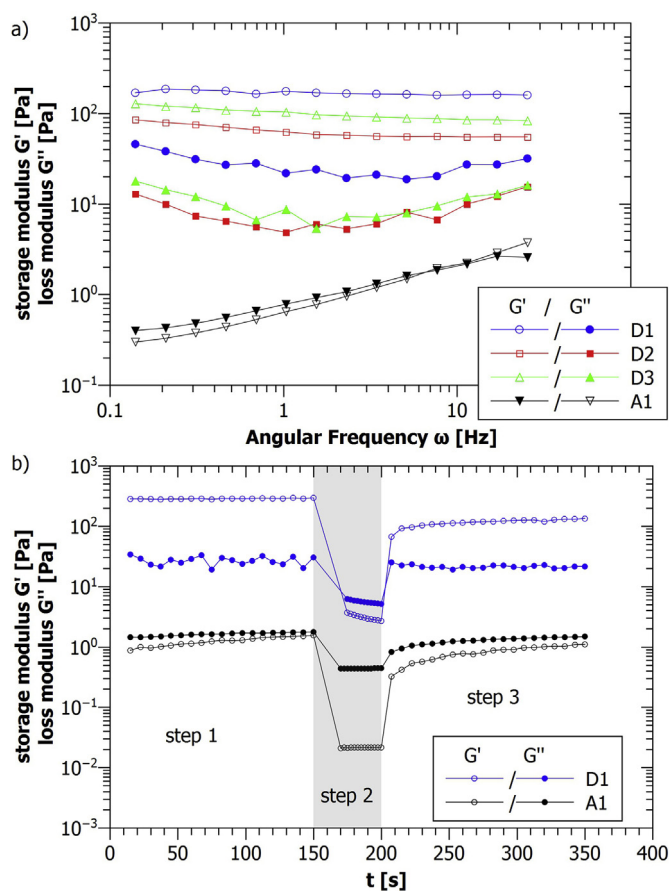 a)
storage modulus G' [Pa]
loss modulus G'' [Pa]
10³
10²
10¹
10⁰
10⁻¹
0.1
1
10
Angular Frequency ω [Hz]
G' / G''
/ D1
/ D2
/ D3
/ A1
b)
storage modulus G' [Pa]
loss modulus G'' [Pa]
10³
10²
10¹
10⁰
10⁻¹
10⁻²
10⁻³
step 1
step 2
step 3
G' G''
/ D1
/ A1
0 50 100 150 200 250 300 350 400
t [s]